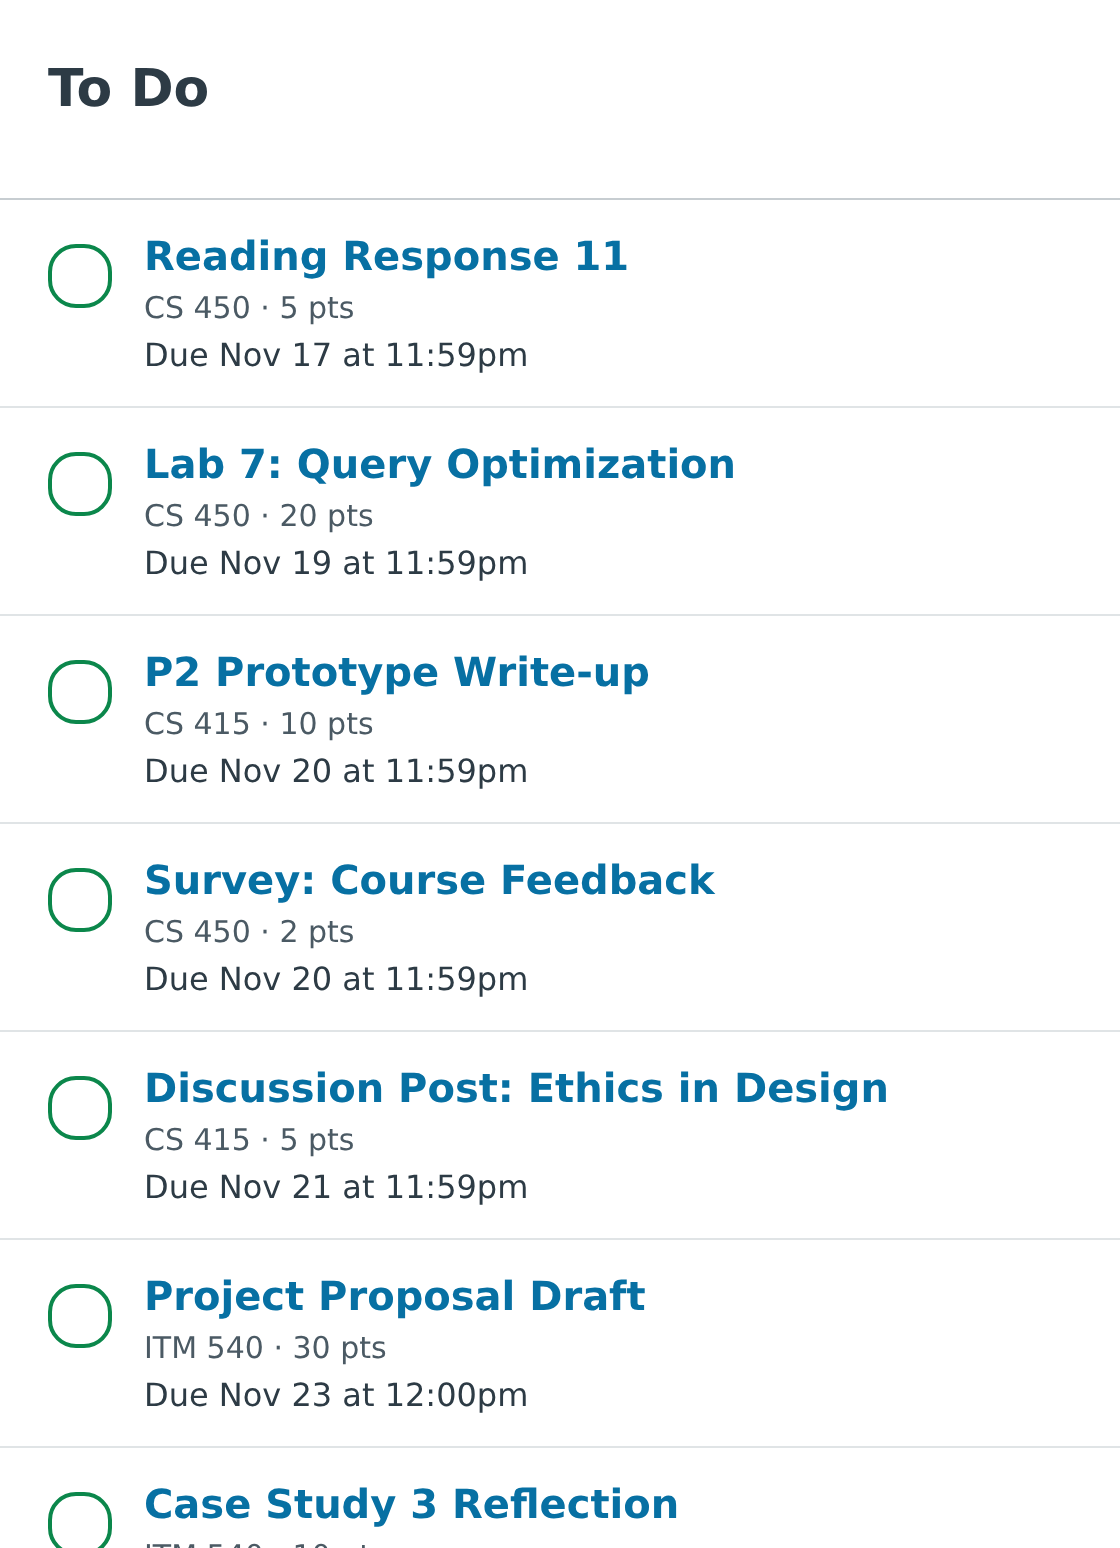 To Do
Reading Response 11
CS 450 · 5 pts
Due Nov 17 at 11:59pm
Lab 7: Query Optimization
CS 450 · 20 pts
Due Nov 19 at 11:59pm
P2 Prototype Write-up
CS 415 · 10 pts
Due Nov 20 at 11:59pm
Survey: Course Feedback
CS 450 · 2 pts
Due Nov 20 at 11:59pm
Discussion Post: Ethics in Design
CS 415 · 5 pts
Due Nov 21 at 11:59pm
Project Proposal Draft
ITM 540 · 30 pts
Due Nov 23 at 12:00pm
Case Study 3 Reflection